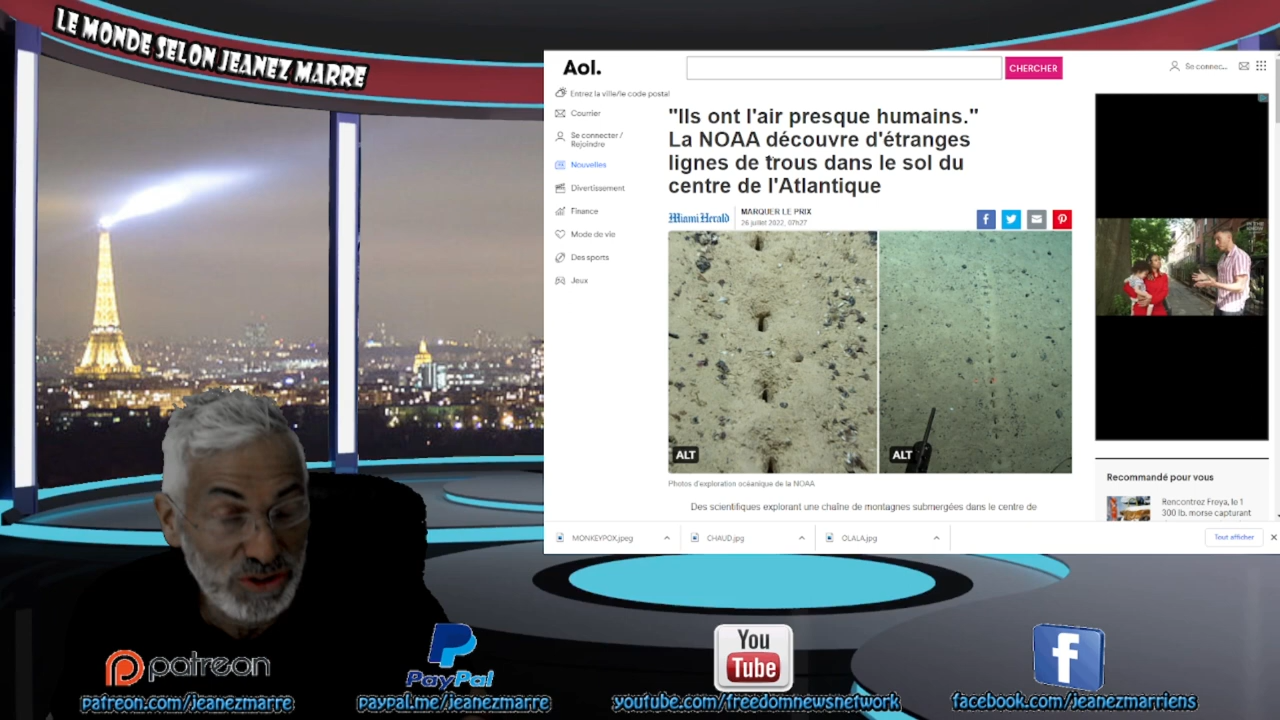 LE MONDE SELON JEANEZ MARRE
Aol.
CHERCHER
Se connec...
Entrez la ville/le code postal
Courrier
Se connecter /
Rejoindre
Nouvelles
Divertissement
Finance
Mode de vie
Des sports
Jeux
"Ils ont l'air presque humains."
La NOAA découvre d'étranges
lignes de trous dans le sol du
centre de l'Atlantique
Miami Herald
MARQUER LE PRIX
26 juillet 2022, 07h27
ALT
ALT
Photos d'exploration océanique de la NOAA
Des scientifiques explorant une chaîne de montagnes submergées dans le centre de
Recommandé pour vous
Rencontrez Freya, le 1
300 lb. morse capturant
MONKEYPOX.jpeg
CHAUD.jpg
OLALA.jpg
Tout afficher
patreon
patreon.com/jeanezmarre
PayPal
paypal.me/jeanezmarre
You
Tube
youtube.com/freedomnewsnetwork
f
facebook.com/jeanezmarriens